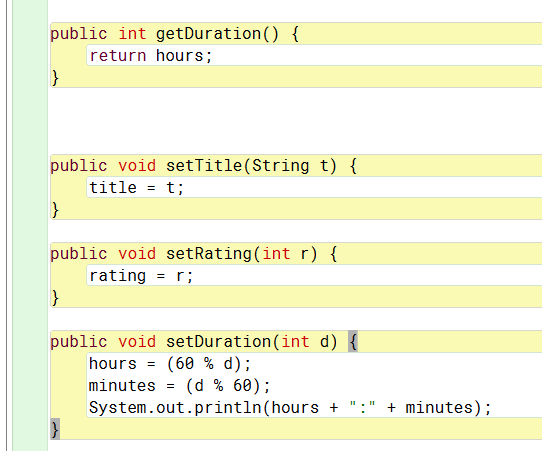 public int getDuration() {
return hours;
}
public void setTitle(String t) {
title = t;
}
public void setRating(int r) {
rating = r;
}
public void setDuration(int d) {
hours = (60 % d);
minutes = (d % 60);
System.out.println(hours + ":" + minutes);
}